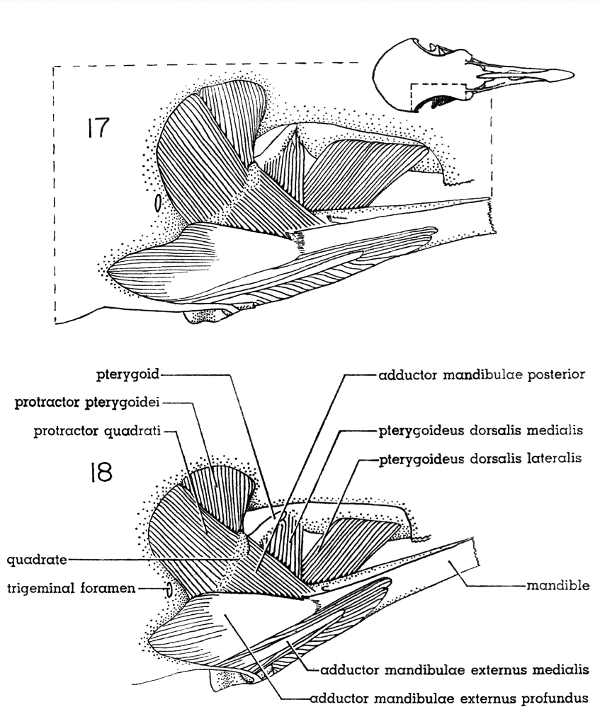 17
pterygoid
adductor mandibulae posterior
protractor pterygoidei
protractor quadrati
pterygoideus dorsalis medialis
pterygoideus dorsalis lateralis
18
quadrate
trigeminal foramen
mandible
adductor mandibulae externus medialis
adductor mandibulae externus profundus